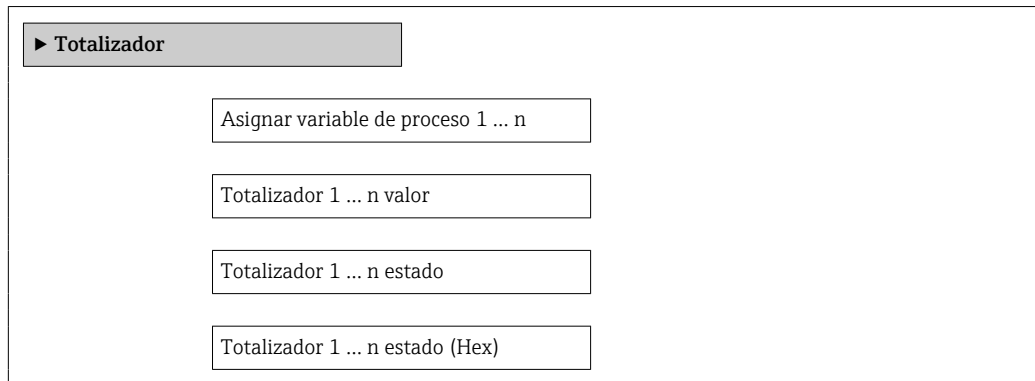 ▶ Totalizador
Asignar variable de proceso 1 … n
Totalizador 1 … n valor
Totalizador 1 … n estado
Totalizador 1 … n estado (Hex)